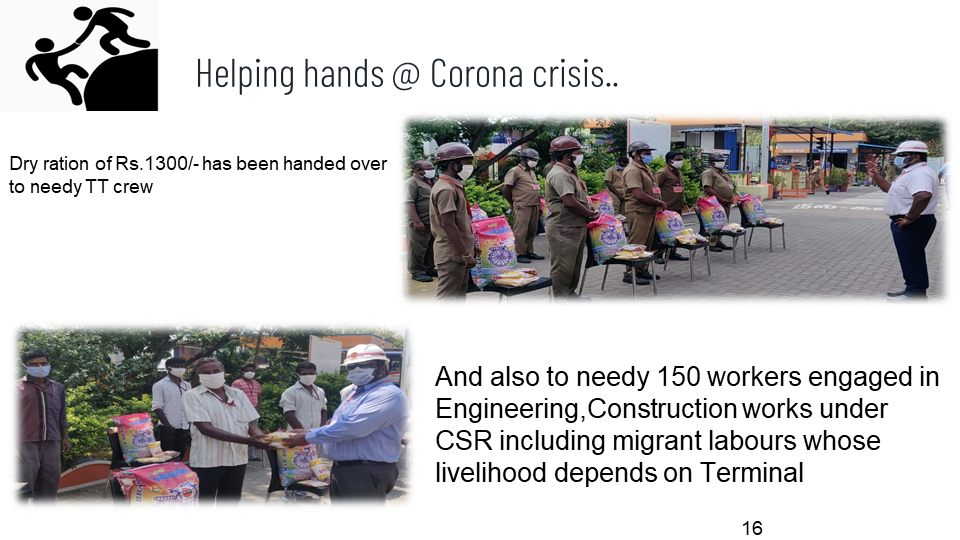 Helping hands @ Corona crisis..
Dry ration of Rs.1300/- has been handed over
to needy TT crew
And also to needy 150 workers engaged in
Engineering,Construction works under
CSR including migrant labours whose
livelihood depends on Terminal
16